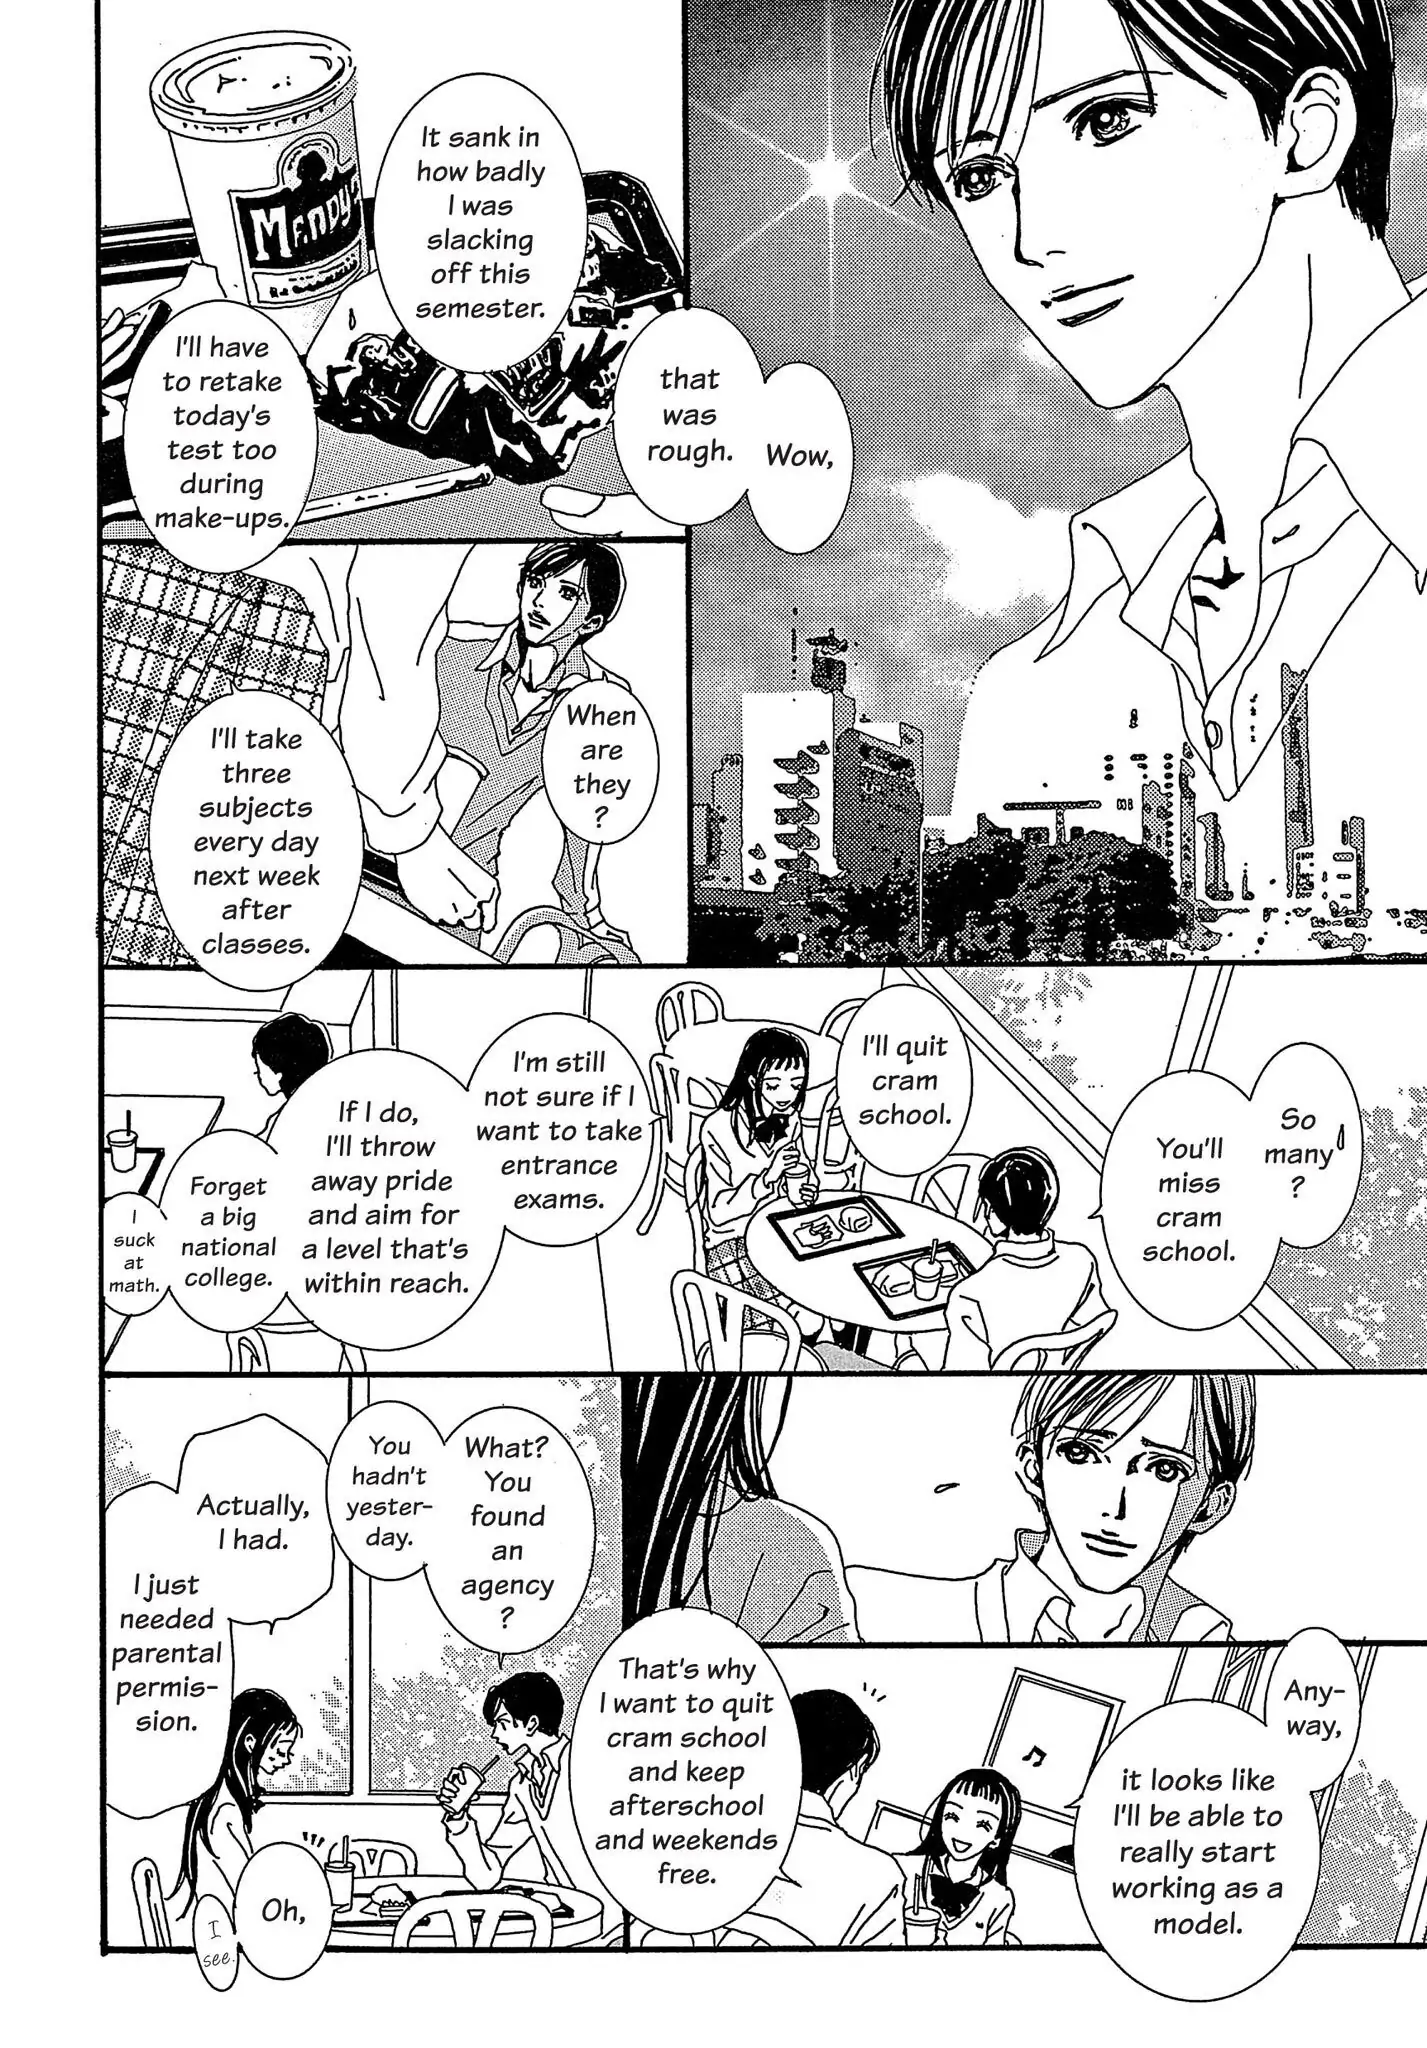 Wow,
that
was
rough.
It sank in
how badly
I was
slacking
off this
semester.
MENDY'S
I'll have
to retake
today's
test too
during
make-ups.
When
are
they
?
I'll take
three
subjects
every day
next week
after
classes.
So
many
?
You'll
miss
cram
school.
I'll quit
cram
school.
I'm still
not sure if I
want to take
entrance
exams.
If I do,
I'll throw
away pride
and aim for
a level that's
within reach.
Forget
a big
national
college.
I
suck
at
math.
Any-
way,
it looks like
I'll be able to
really start
working as a
model.
That's why
I want to quit
cram school
and keep
afterschool
and weekends
free.
What?
You
found
an
agency
?
You
hadn't
yester-
day.
Actually,
I had.
I just
needed
parental
permis-
sion.
Oh,
I
see.